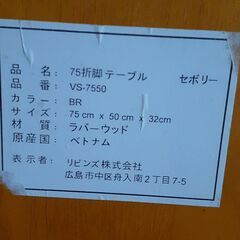 品 名: 75折脚テーブル セボリー
品 番: VS-7550
カラー: BR
サイズ: 75cm x 50cm x 32cm
材 質: ラバーウッド
原産国: ベトナム
表示者: リビンズ株式会社
広島市中区舟入南2丁目7-5